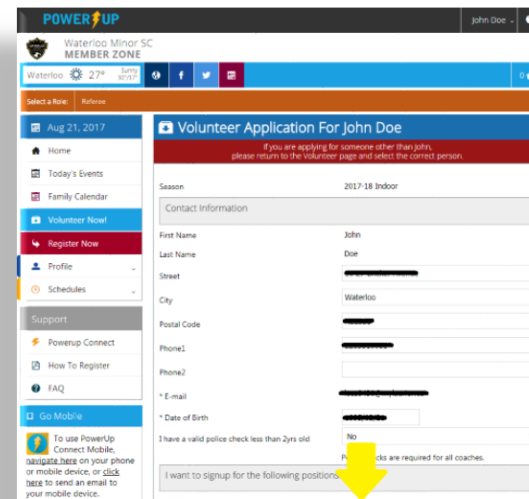 POWERUP
John Doe
Waterloo Minor SC
MEMBER ZONE
Waterloo 27° Sunny
0
Select a Role: Referee
Aug 21, 2017
Home
Today's Events
Family Calendar
Volunteer Now!
Register Now
Profile
Schedules
Support
Powerup Connect
How To Register
FAQ
Go Mobile
To use PowerUp
Connect Mobile,
navigate here on your phone
or mobile device, or click
here to send an email to
your mobile device.
Volunteer Application For John Doe
If you are applying for someone other than John,
please return to the Volunteer page and select the correct person.
Season 2017-18 Indoor
Contact Information
First Name John
Last Name Doe
Street
City Waterloo
Postal Code
Phone1
Phone2
* E-mail
* Date of Birth
I have a valid police check less than 2yrs old No
are required for all coaches.
I want to signup for the following positions